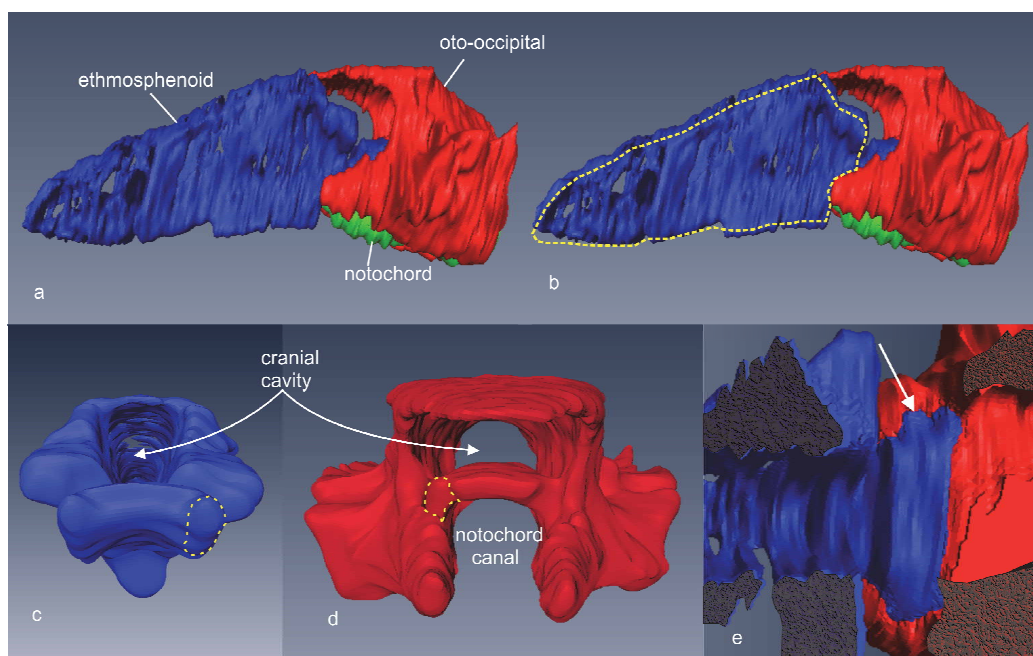 oto-occipital
ethmosphenoid
notochord
a
b
cranial
cavity
notochord
canal
c
d
e